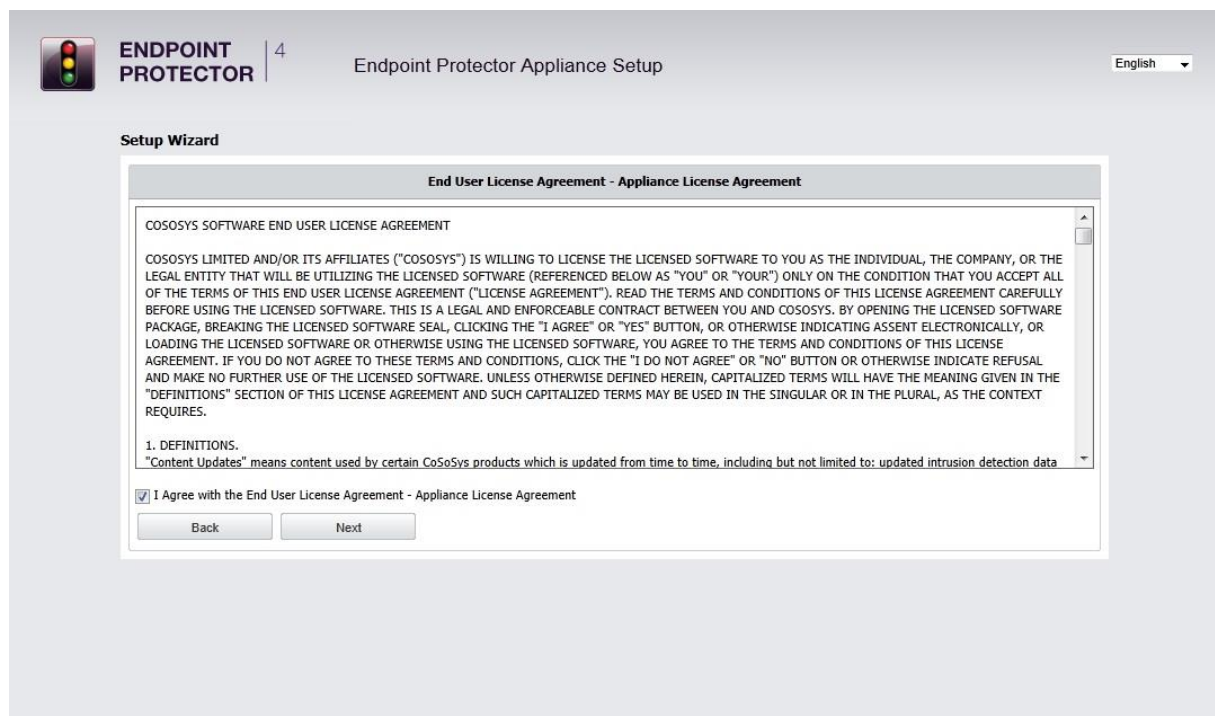 ENDPOINT
PROTECTOR
4
Endpoint Protector Appliance Setup
English
Setup Wizard
End User License Agreement - Appliance License Agreement
COSOSYS SOFTWARE END USER LICENSE AGREEMENT
COSOSYS LIMITED AND/OR ITS AFFILIATES ("COSOSYS") IS WILLING TO LICENSE THE LICENSED SOFTWARE TO YOU AS THE INDIVIDUAL, THE COMPANY, OR THE
LEGAL ENTITY THAT WILL BE UTILIZING THE LICENSED SOFTWARE (REFERENCED BELOW AS "YOU" OR "YOUR") ONLY ON THE CONDITION THAT YOU ACCEPT ALL
OF THE TERMS OF THIS END USER LICENSE AGREEMENT ("LICENSE AGREEMENT"). READ THE TERMS AND CONDITIONS OF THIS LICENSE AGREEMENT CAREFULLY
BEFORE USING THE LICENSED SOFTWARE. THIS IS A LEGAL AND ENFORCEABLE CONTRACT BETWEEN YOU AND COSOSYS. BY OPENING THE LICENSED SOFTWARE
PACKAGE, BREAKING THE LICENSED SOFTWARE SEAL, CLICKING THE "I AGREE" OR "YES" BUTTON, OR OTHERWISE INDICATING ASSENT ELECTRONICALLY, OR
LOADING THE LICENSED SOFTWARE OR OTHERWISE USING THE LICENSED SOFTWARE, YOU AGREE TO THE TERMS AND CONDITIONS OF THIS LICENSE
AGREEMENT. IF YOU DO NOT AGREE TO THESE TERMS AND CONDITIONS, CLICK THE "I DO NOT AGREE" OR "NO" BUTTON OR OTHERWISE INDICATE REFUSAL
AND MAKE NO FURTHER USE OF THE LICENSED SOFTWARE. UNLESS OTHERWISE DEFINED HEREIN, CAPITALIZED TERMS WILL HAVE THE MEANING GIVEN IN THE
"DEFINITIONS" SECTION OF THIS LICENSE AGREEMENT AND SUCH CAPITALIZED TERMS MAY BE USED IN THE SINGULAR OR IN THE PLURAL, AS THE CONTEXT
REQUIRES.
1. DEFINITIONS.
"Content Updates" means content used by certain CoSoSys products which is updated from time to time, including but not limited to: updated intrusion detection data
I Agree with the End User License Agreement - Appliance License Agreement
Back
Next